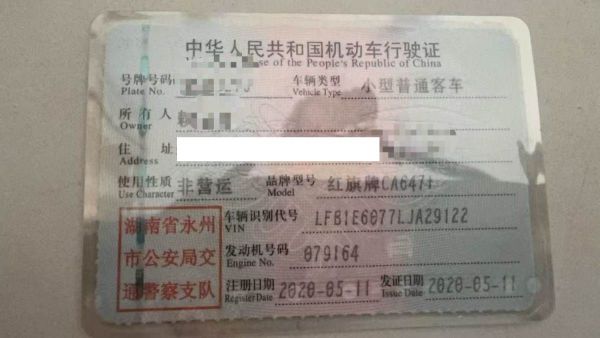 中华人民共和国机动车行驶证
se of the People's Republic of China
号牌号码 车辆类型 小型普通客车
Plate No. Vehicle Type
所有人
Owner
住址
Address
使用性质 非营运 品牌型号 红旗牌CA6471
Use Character Model
湖南省永州
市公安局交
通警察支队
车辆识别代号 LFB1E6077LJA29122
VIN
发动机号码 079164
Engine No.
注册日期 2020-05-11 发证日期 2020-05-11
Register Date Issue Date